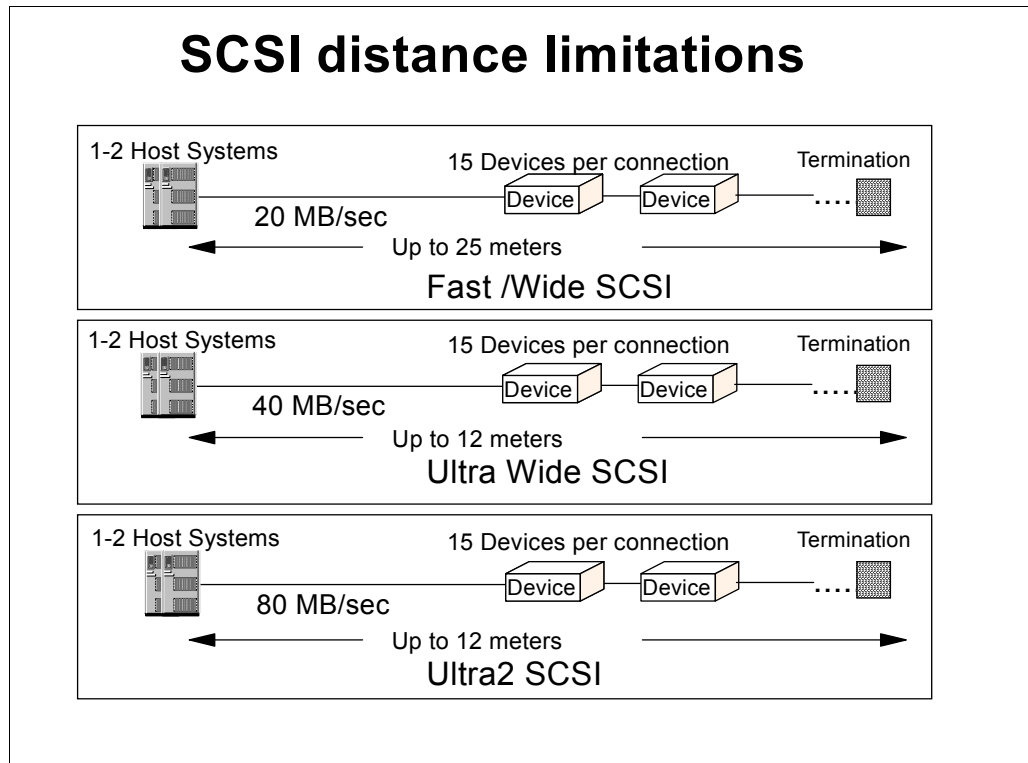 SCSI distance limitations
1-2 Host Systems
15 Devices per connection
Termination
Device
Device
....
20 MB/sec
Up to 25 meters
Fast /Wide SCSI
1-2 Host Systems
15 Devices per connection
Termination
Device
Device
....
40 MB/sec
Up to 12 meters
Ultra Wide SCSI
1-2 Host Systems
15 Devices per connection
Termination
Device
Device
....
80 MB/sec
Up to 12 meters
Ultra2 SCSI